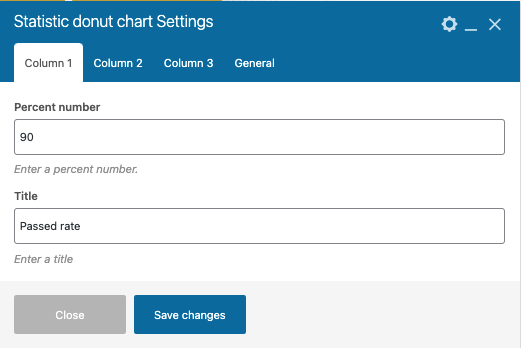 Statistic donut chart Settings
Column 1
Column 2
Column 3
General
Percent number
90
Enter a percent number.
Title
Passed rate
Enter a title
Close
Save changes